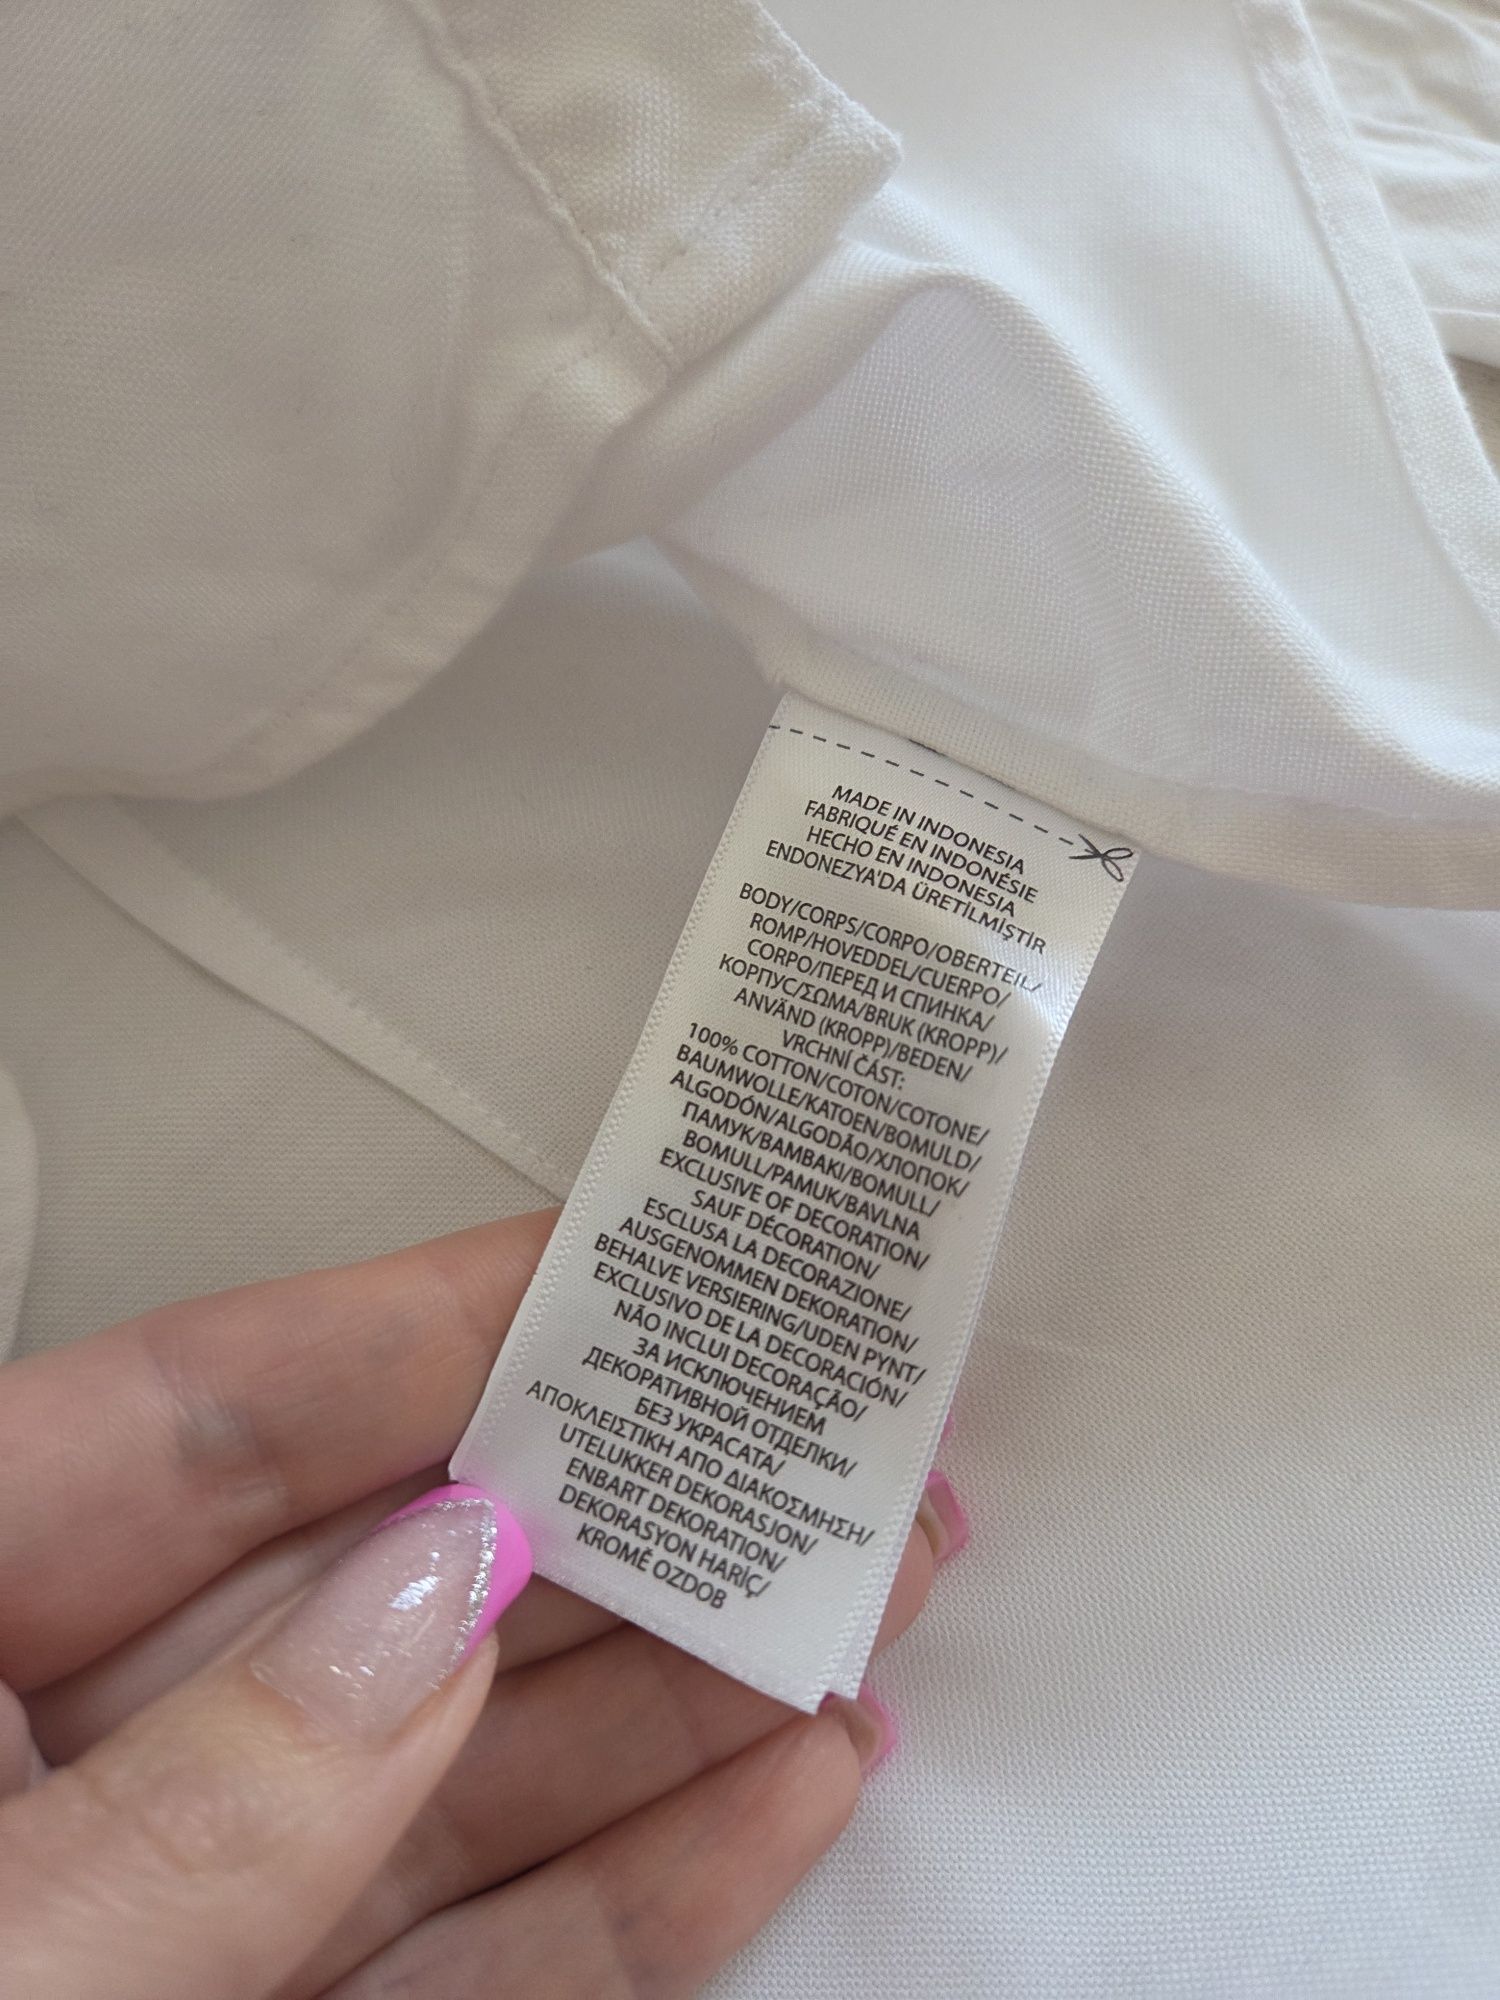 MADE IN INDONESIA
FABRIQUÉ EN INDONÉSIE
HECHO EN INDONESIA
ENDONEZYA'DA ÜRETİLMİŞTİR
BODY/CORPS/CORPO/OBERTEIL/
ROMP/HOVEDDEL/CUERPO/
CORPO/ПЕРЕД И СПИНКА/
КОРПУС/ΣΩΜΑ/BRUK (KROPP)/
ANVÄND (KROPP)/BEDEN/
VRCHNÍ ČÁST:
100% COTTON/COTON/COTONE/
BAUMWOLLE/KATOEN/BOMULD/
ALGODÓN/ALGODÃO/ХЛОПОК/
ПАМУК/ΒΑΜΒΑΚΙ/BOMULL/
BOMULL/PAMUK/BAVLNA
EXCLUSIVE OF DECORATION/
SAUF DÉCORATION/
ESCLUSA LA DECORAZIONE/
AUSGENOMMEN DEKORATION/
BEHALVE VERSIERING/UDEN PYNT/
EXCLUSIVO DE LA DECORACIÓN/
NÃO INCLUI DECORAÇÃO/
ЗА ИСКЛЮЧЕНИЕМ
ДЕКОРАТИВНОЙ ОТДЕЛКИ/
БЕЗ УКРАСАТА/
ΑΠΟΚΛΕΙΣΤΙΚΗ ΑΠΟ ΔΙΑΚΟΣΜΗΣΗ/
UTELUKKER DEKORASJON/
ENBART DEKORATION/
DEKORASYON HARİÇ/
KROMĚ OZDOB